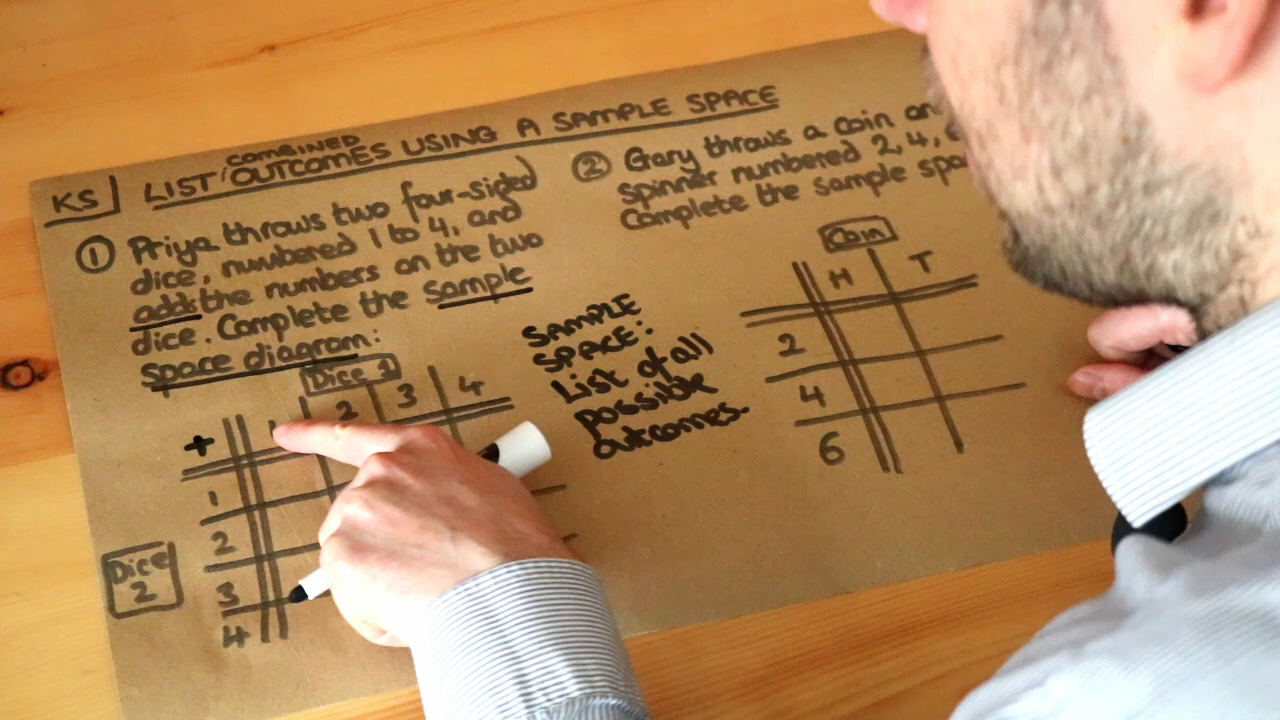 KS
LIST COMBINED OUTCOMES USING A SAMPLE SPACE
① Priya throws two four-sided
dice, numbered 1 to 4, and
adds the numbers on the two
dice. Complete the sample
space diagram:
Dice 1
+ 1 2 3 4
1
2
3
4
Dice
2
SAMPLE
SPACE:
List of all
possible
outcomes.
② Gary throws a coin
spinner numbered 2, 4,
Complete the sample
Coin
H T
2
4
6